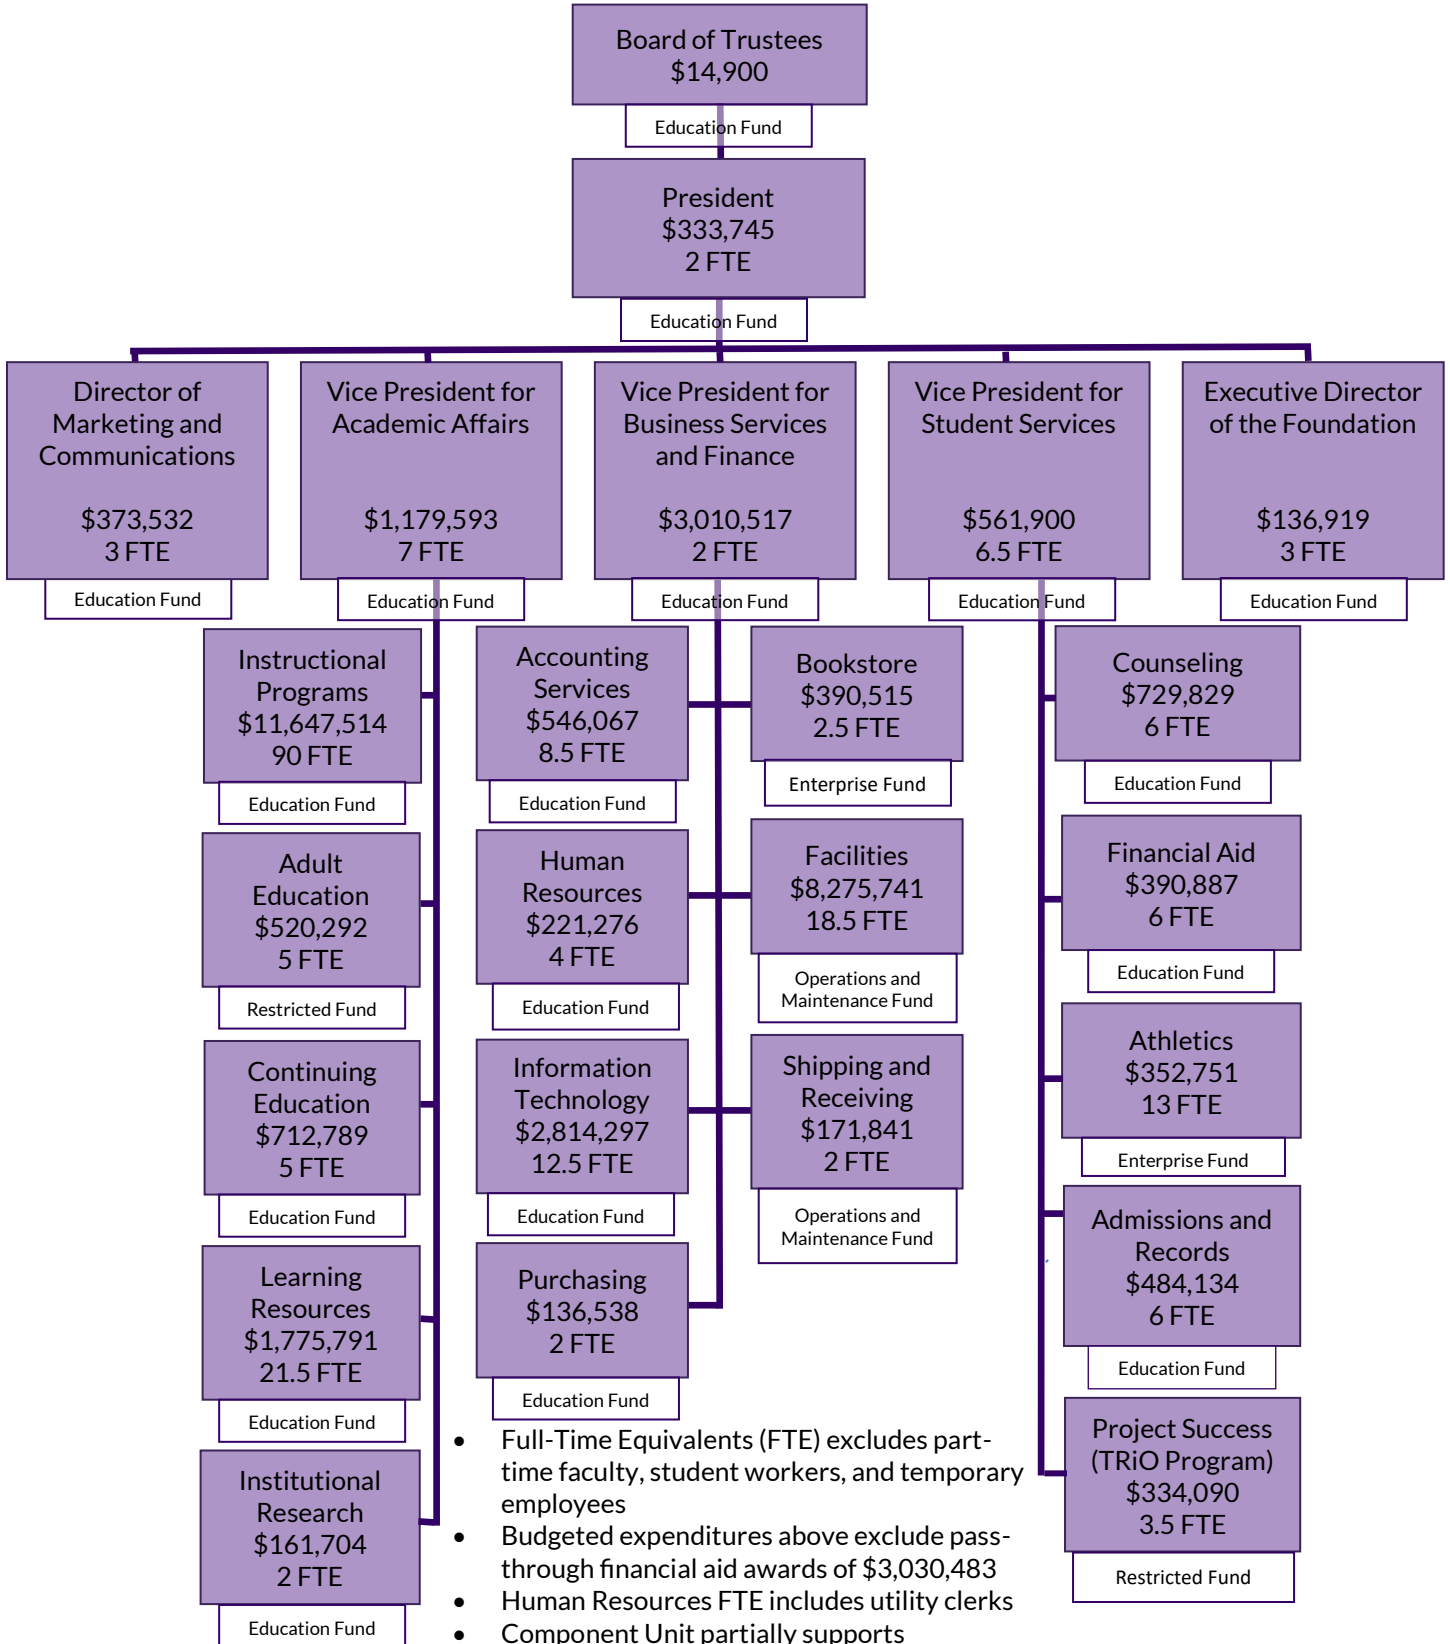 Board of Trustees
$14,900
Education Fund
President
$333,745
2 FTE
Education Fund
Director of
Marketing and
Communications
$373,532
3 FTE
Education Fund
Vice President for
Academic Affairs
$1,179,593
7 FTE
Education Fund
Vice President for
Business Services
and Finance
$3,010,517
2 FTE
Education Fund
Vice President for
Student Services
$561,900
6.5 FTE
Education Fund
Executive Director
of the Foundation
$136,919
3 FTE
Education Fund
Instructional
Programs
$11,647,514
90 FTE
Education Fund
Adult
Education
$520,292
5 FTE
Restricted Fund
Continuing
Education
$712,789
5 FTE
Education Fund
Learning
Resources
$1,775,791
21.5 FTE
Education Fund
Institutional
Research
$161,704
2 FTE
Education Fund
Accounting
Services
$546,067
8.5 FTE
Education Fund
Human
Resources
$221,276
4 FTE
Education Fund
Information
Technology
$2,814,297
12.5 FTE
Education Fund
Purchasing
$136,538
2 FTE
Education Fund
Bookstore
$390,515
2.5 FTE
Enterprise Fund
Facilities
$8,275,741
18.5 FTE
Operations and
Maintenance Fund
Shipping and
Receiving
$171,841
2 FTE
Operations and
Maintenance Fund
Counseling
$729,829
6 FTE
Education Fund
Financial Aid
$390,887
6 FTE
Education Fund
Athletics
$352,751
13 FTE
Enterprise Fund
Admissions and
Records
$484,134
6 FTE
Education Fund
Project Success
(TRiO Program)
$334,090
3.5 FTE
Restricted Fund
• Full-Time Equivalents (FTE) excludes part-
time faculty, student workers, and temporary
employees
• Budgeted expenditures above exclude pass-
through financial aid awards of $3,030,483
• Human Resources FTE includes utility clerks
• Component Unit partially supports